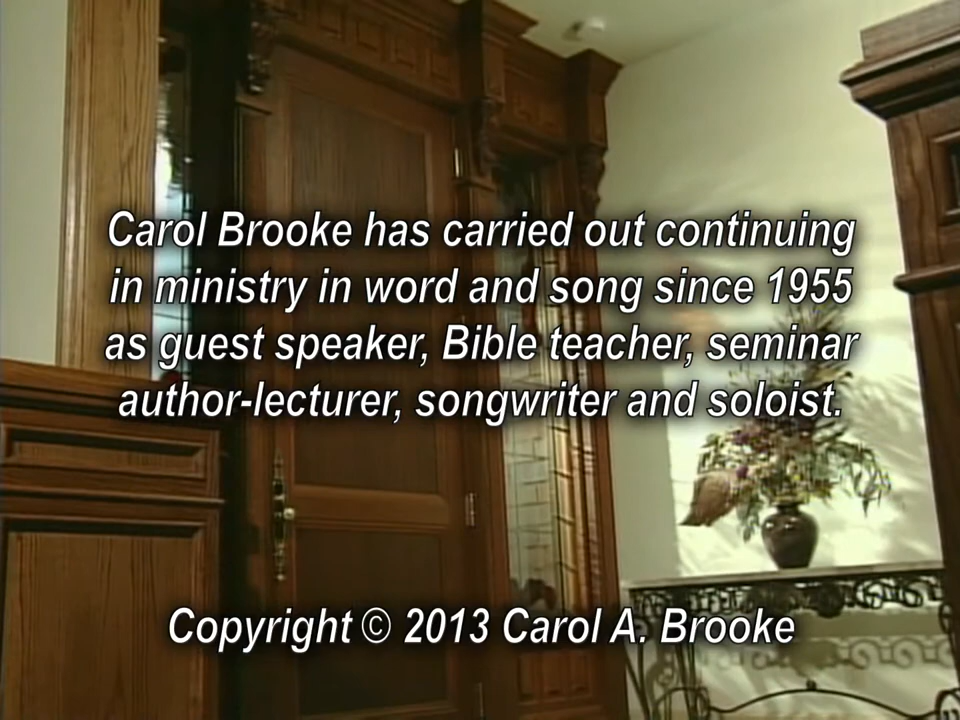 Carol Brooke has carried out continuing
in ministry in word and song since 1955
as guest speaker, Bible teacher, seminar
author-lecturer, songwriter and soloist.
Copyright © 2013 Carol A. Brooke